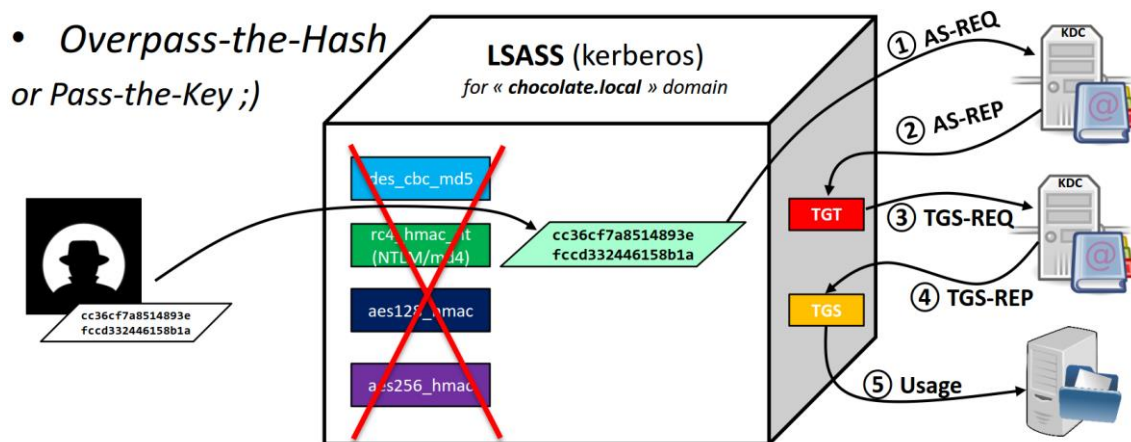 • Overpass-the-Hash
or Pass-the-Key ;)
LSASS (kerberos)
for « chocolate.local » domain
① AS-REQ
KDC
② AS-REP
des_cbc_md5
rc4_hmac_nt
(NTLM/md4)
aes128_hmac
aes256_hmac
cc36cf7a8514893e
fccd332446158b1a
cc36cf7a8514893e
fccd332446158b1a
TGT
③ TGS-REQ
KDC
④ TGS-REP
TGS
⑤ Usage
@
@